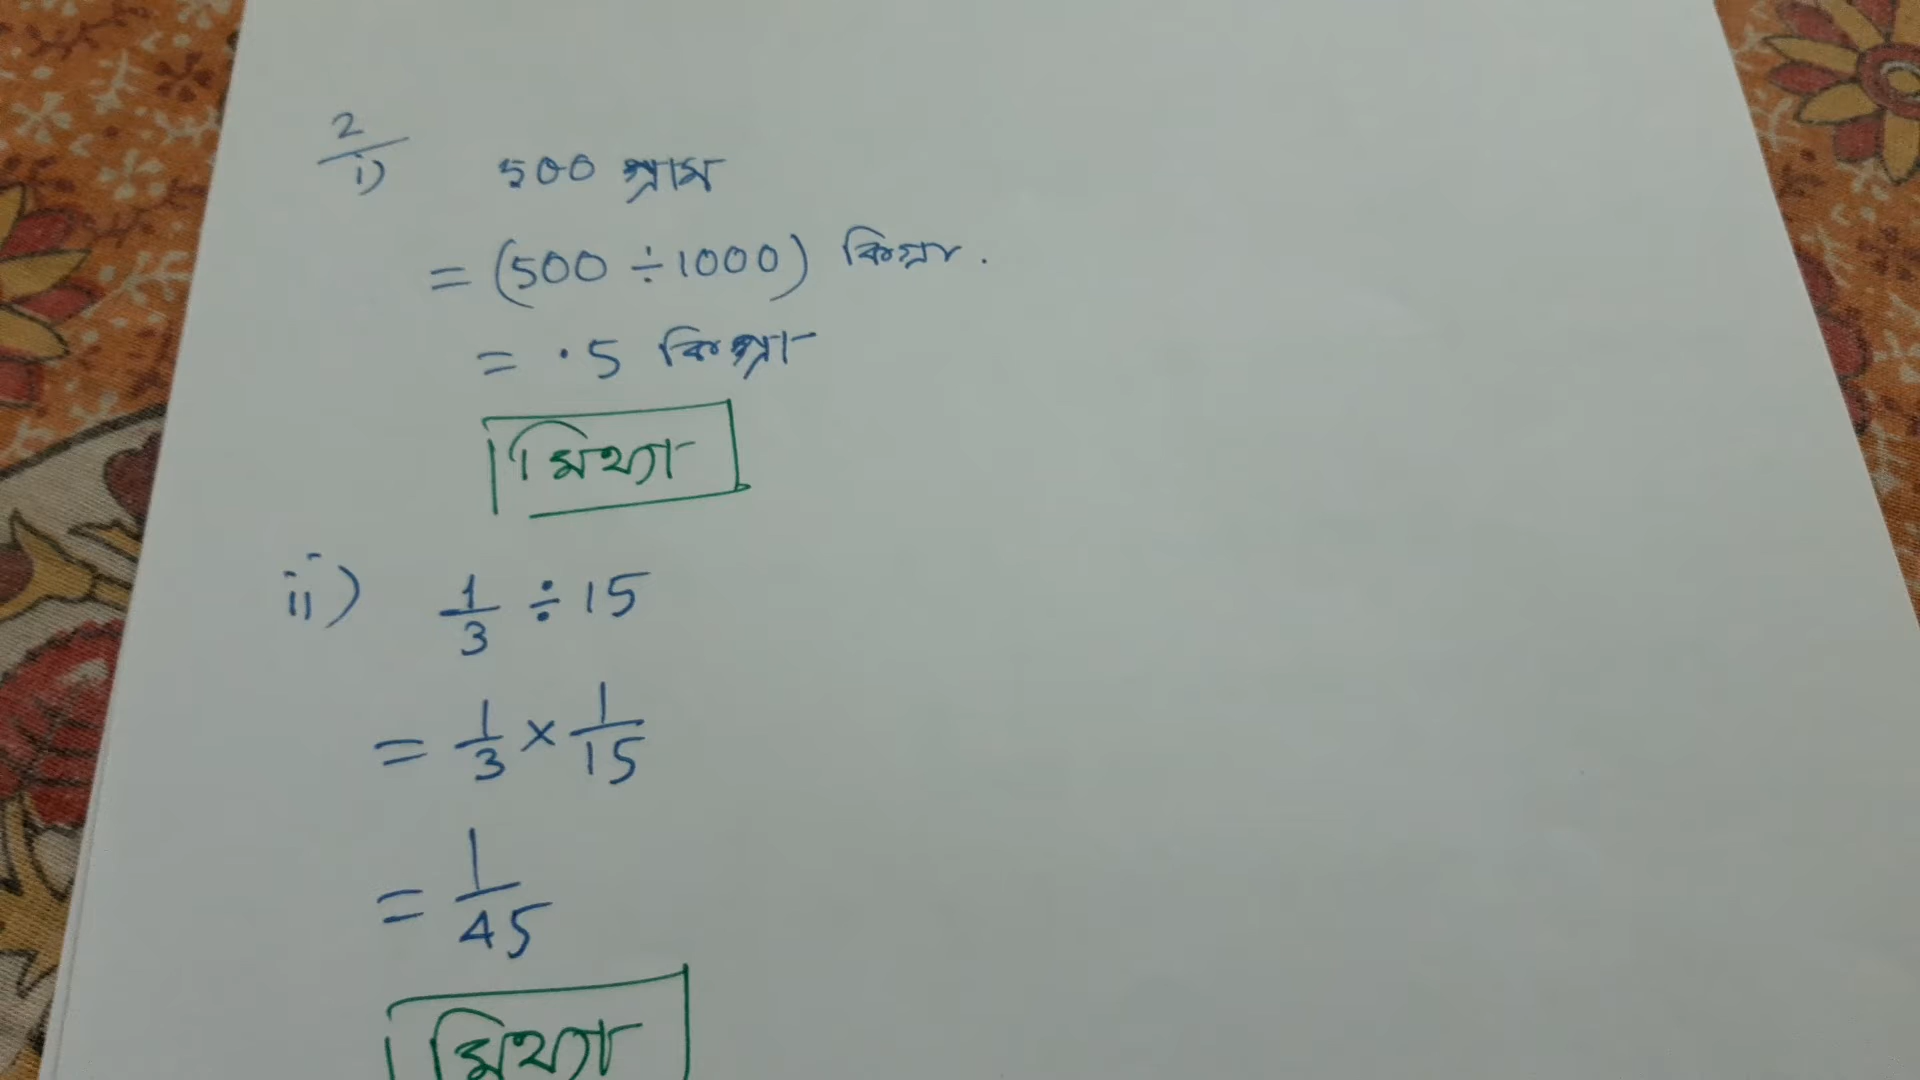 2
i) 500 গ্রাম
= (500 ÷ 1000) কিগ্রা.
= .5 কিগ্রা
মিথ্যা
ii) 1/3 ÷ 15
= 1/3 × 1/15
= 1/45
মিথ্যা